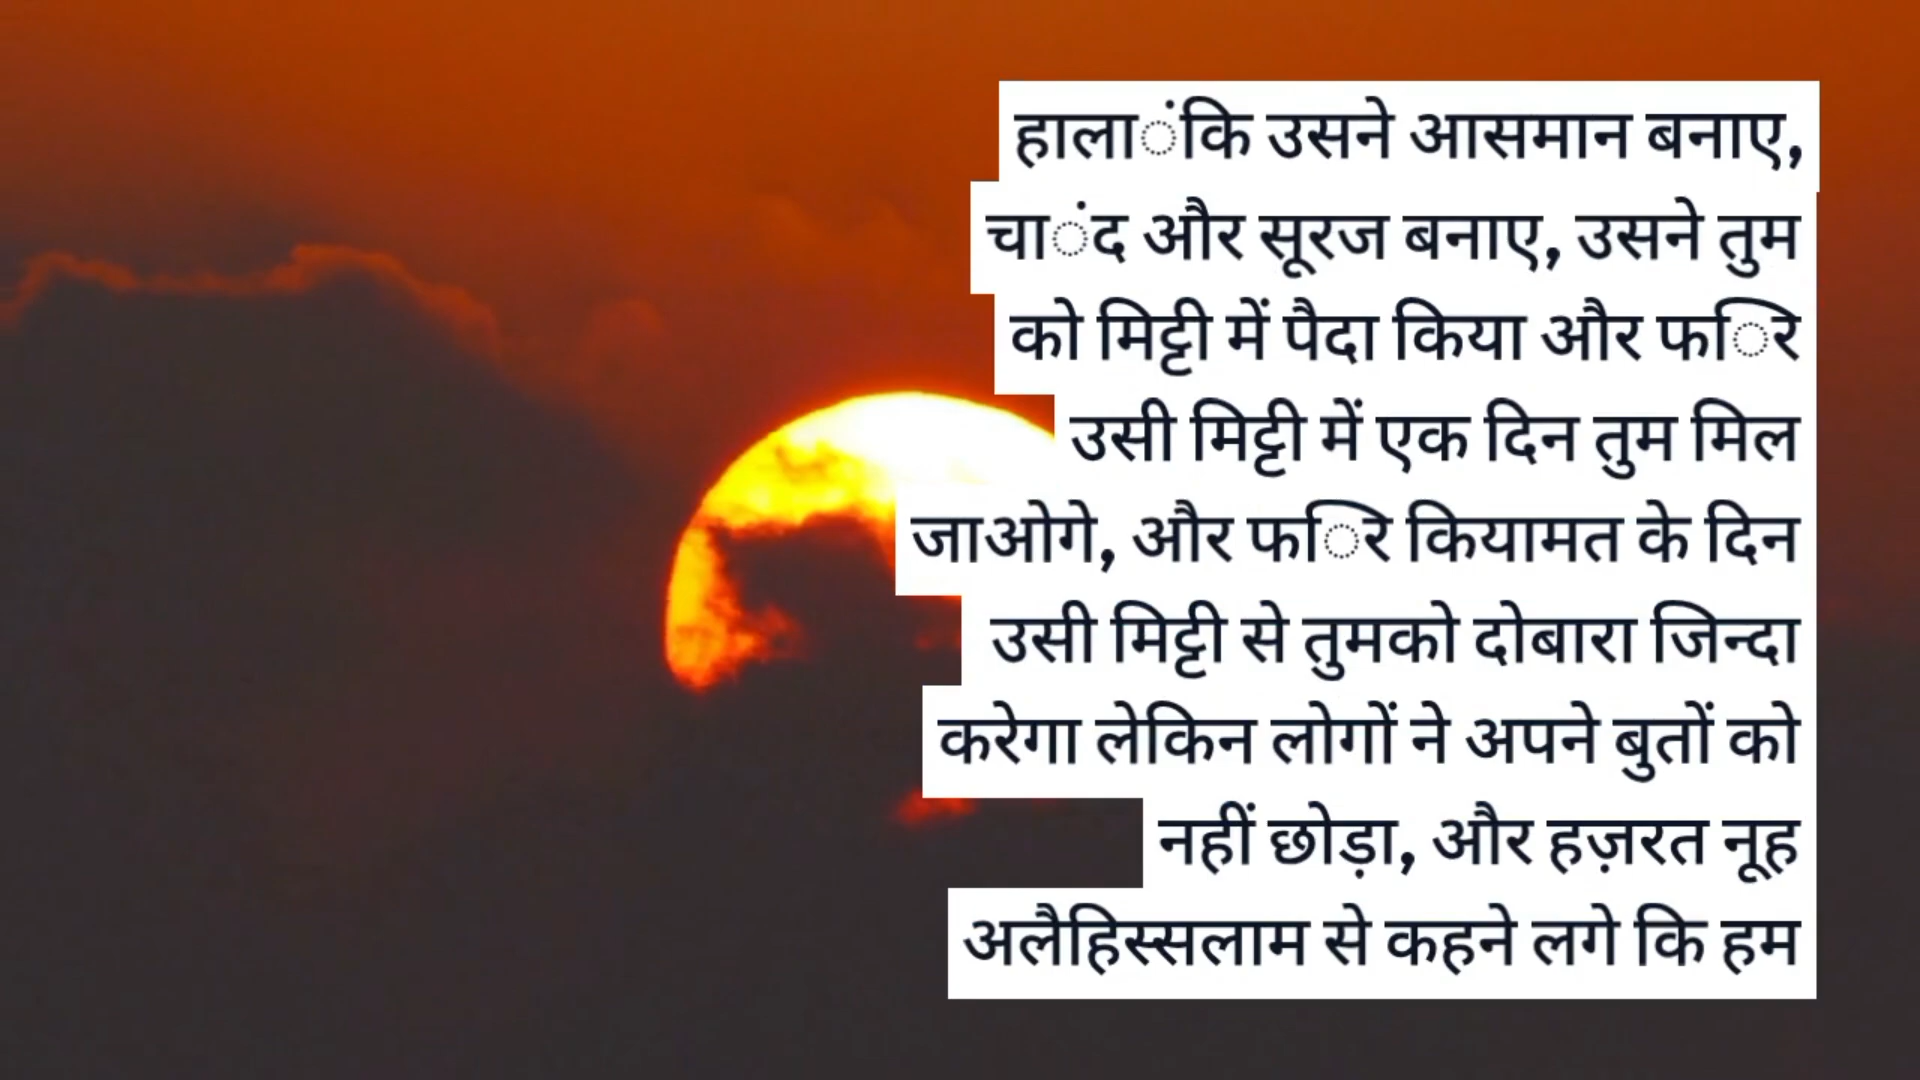 हालांकि उसने आसमान बनाए,
चांद और सूरज बनाए, उसने तुम
को मिट्टी में पैदा किया और फिर
उसी मिट्टी में एक दिन तुम मिल
जाओगे, और फिर कियामत के दिन
उसी मिट्टी से तुमको दोबारा जिन्दा
करेगा लेकिन लोगों ने अपने बुतों को
नहीं छोड़ा, और हज़रत नूह
अलैहिस्सलाम से कहने लगे कि हम